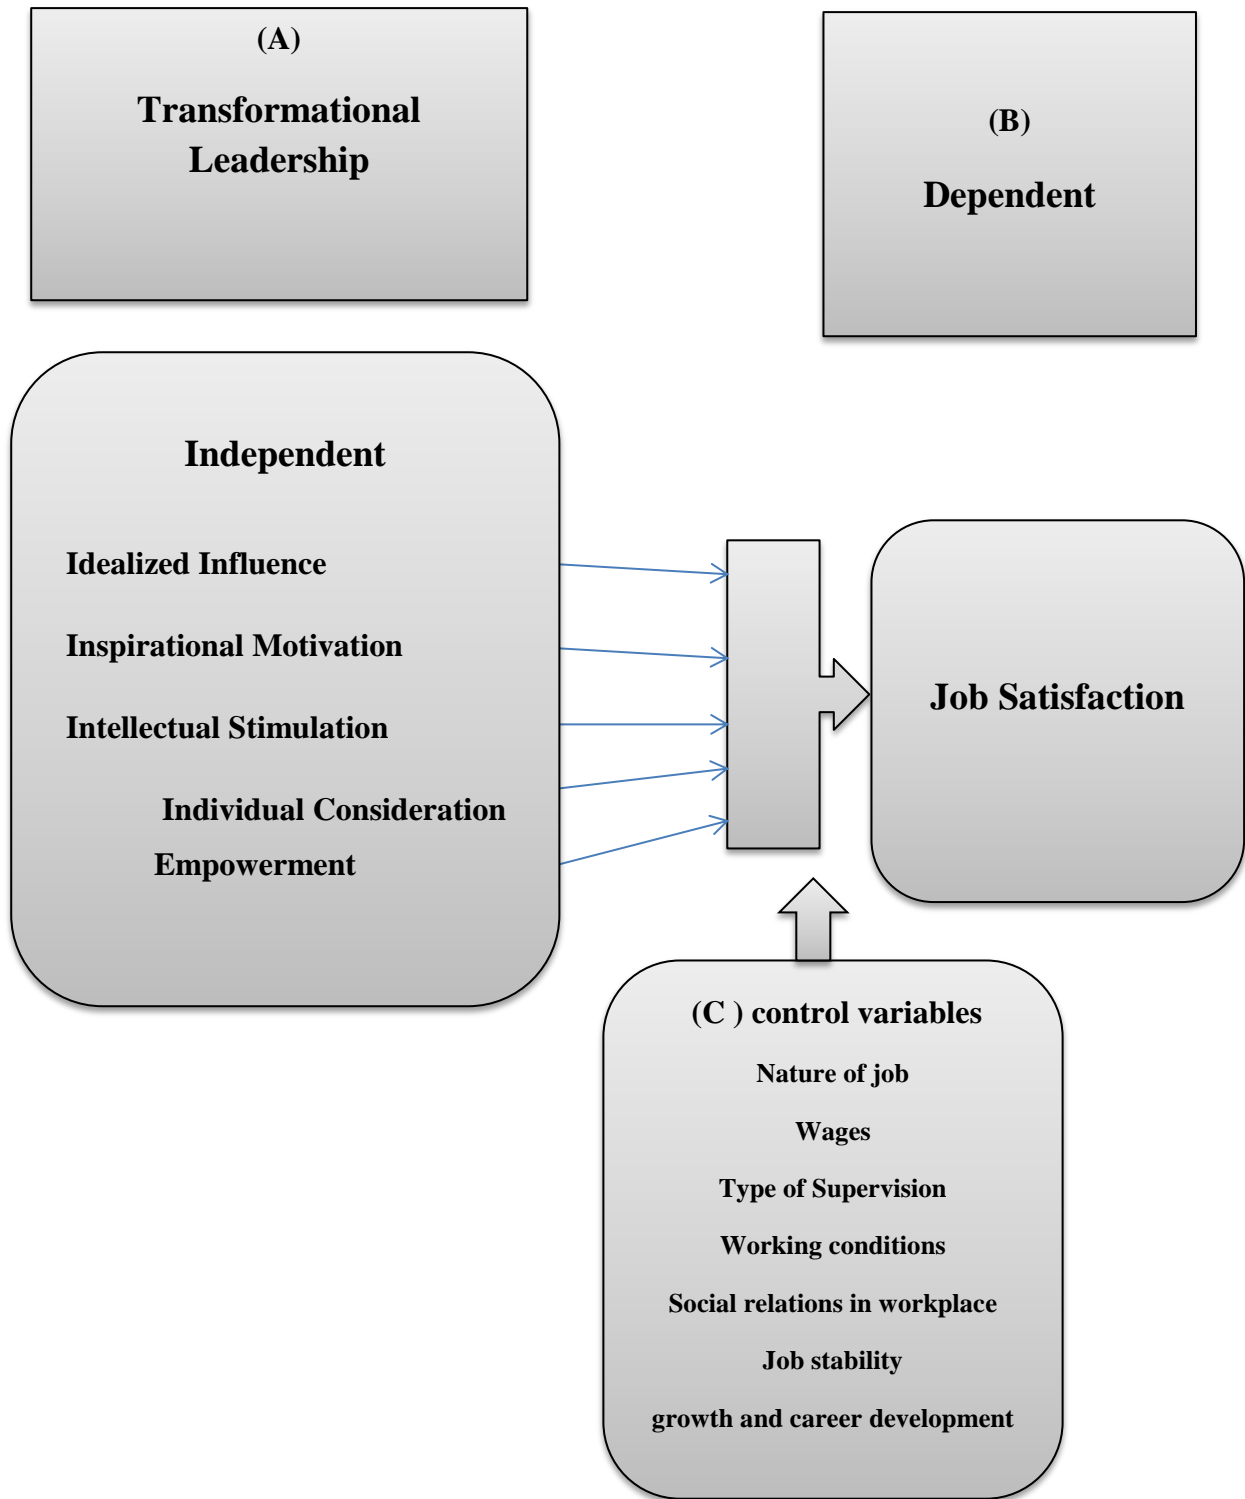 (A)
Transformational
Leadership
(B)
Dependent
Independent
Idealized Influence
Inspirational Motivation
Intellectual Stimulation
Individual Consideration
Empowerment
Job Satisfaction
(C ) control variables
Nature of job
Wages
Type of Supervision
Working conditions
Social relations in workplace
Job stability
growth and career development